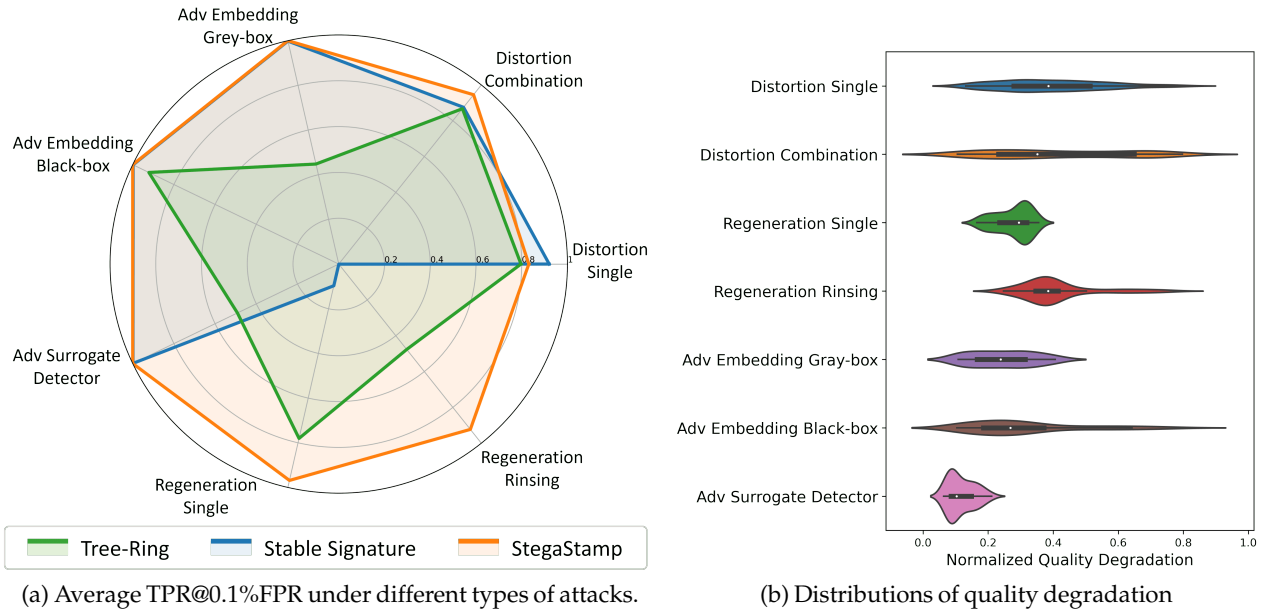 Adv Embedding
Grey-box
Distortion
Combination
Adv Embedding
Black-box
0.2
0.4
0.6
0.8
1
Distortion
Single
Adv Surrogate
Detector
Regeneration
Single
Regeneration
Rinsing
Tree-Ring
Stable Signature
StegaStamp
(a) Average TPR@0.1%FPR under different types of attacks.
Distortion Single
Distortion Combination
Regeneration Single
Regeneration Rinsing
Adv Embedding Gray-box
Adv Embedding Black-box
Adv Surrogate Detector
0.0
0.2
0.4
0.6
0.8
1.0
Normalized Quality Degradation
(b) Distributions of quality degradation